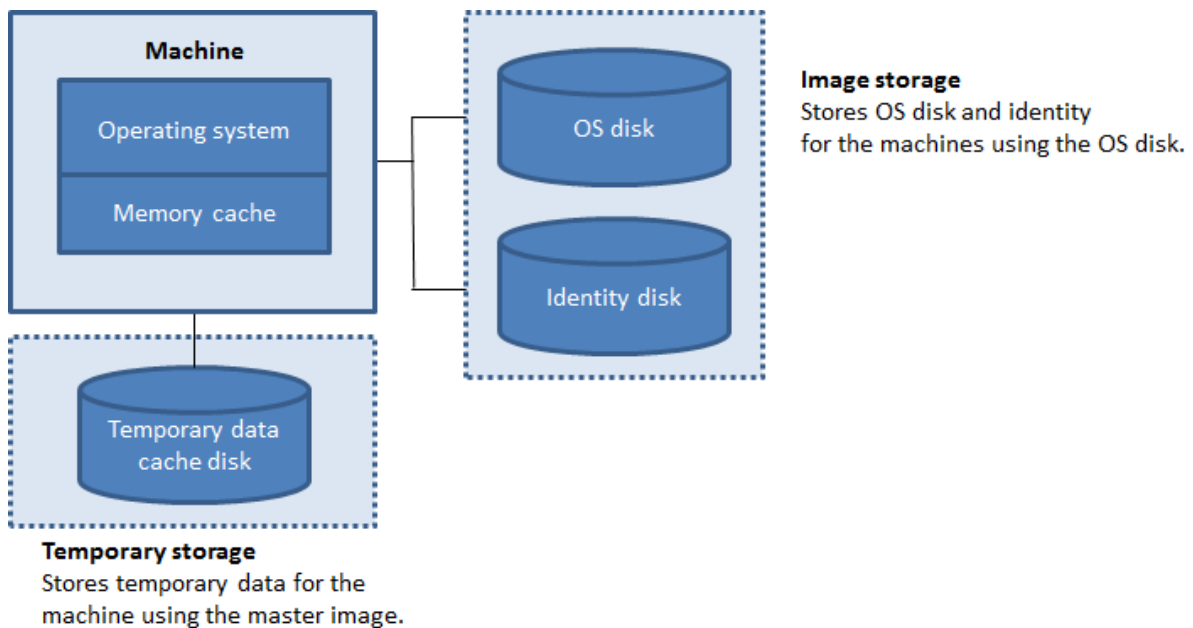 Machine
Operating system
Memory cache
OS disk
Identity disk
Image storage
Stores OS disk and identity
for the machines using the OS disk.
Temporary data
cache disk
Temporary storage
Stores temporary data for the
machine using the master image.